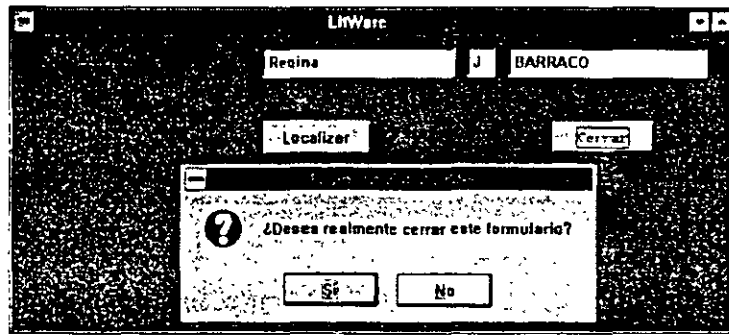 LitWare
Regina J BARRACO
Localizar Cerrar
¿Desea realmente cerrar este formulario?
Sí No